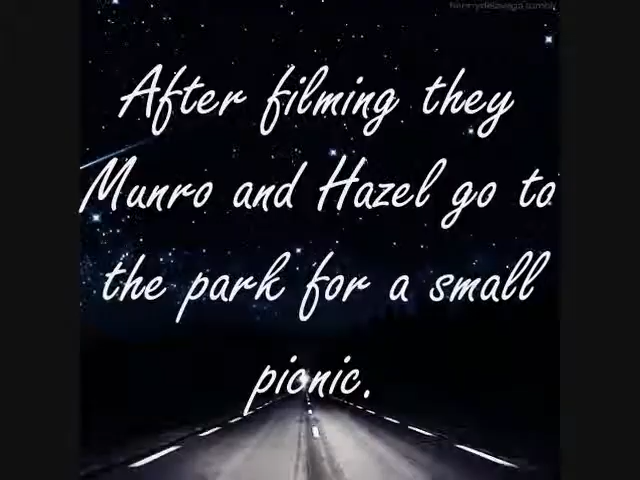 After filming they
Munro and Hazel go to
the park for a small
picnic.